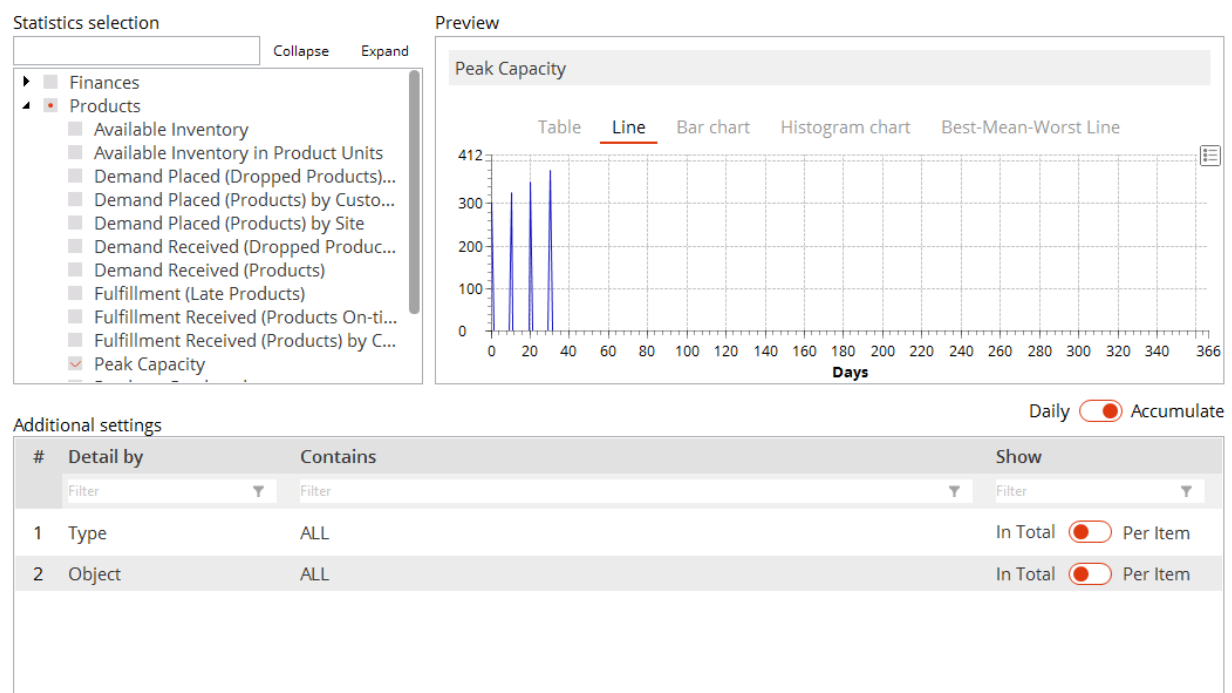 Statistics selection
Collapse Expand
Finances
Products
Available Inventory
Available Inventory in Product Units
Demand Placed (Dropped Products)...
Demand Placed (Products) by Custo...
Demand Placed (Products) by Site
Demand Received (Dropped Produc...
Demand Received (Products)
Fulfillment (Late Products)
Fulfillment Received (Products On-ti...
Fulfillment Received (Products) by C...
Peak Capacity
Preview
Peak Capacity
Table Line Bar chart Histogram chart Best-Mean-Worst Line
412
300
200
100
0
0 20 40 60 80 100 120 140 160 180 200 220 240 260 280 300 320 340 366
Days
Daily Accumulate
Additional settings
# Detail by Contains Show
Filter Filter Filter
1 Type ALL In Total Per Item
2 Object ALL In Total Per Item